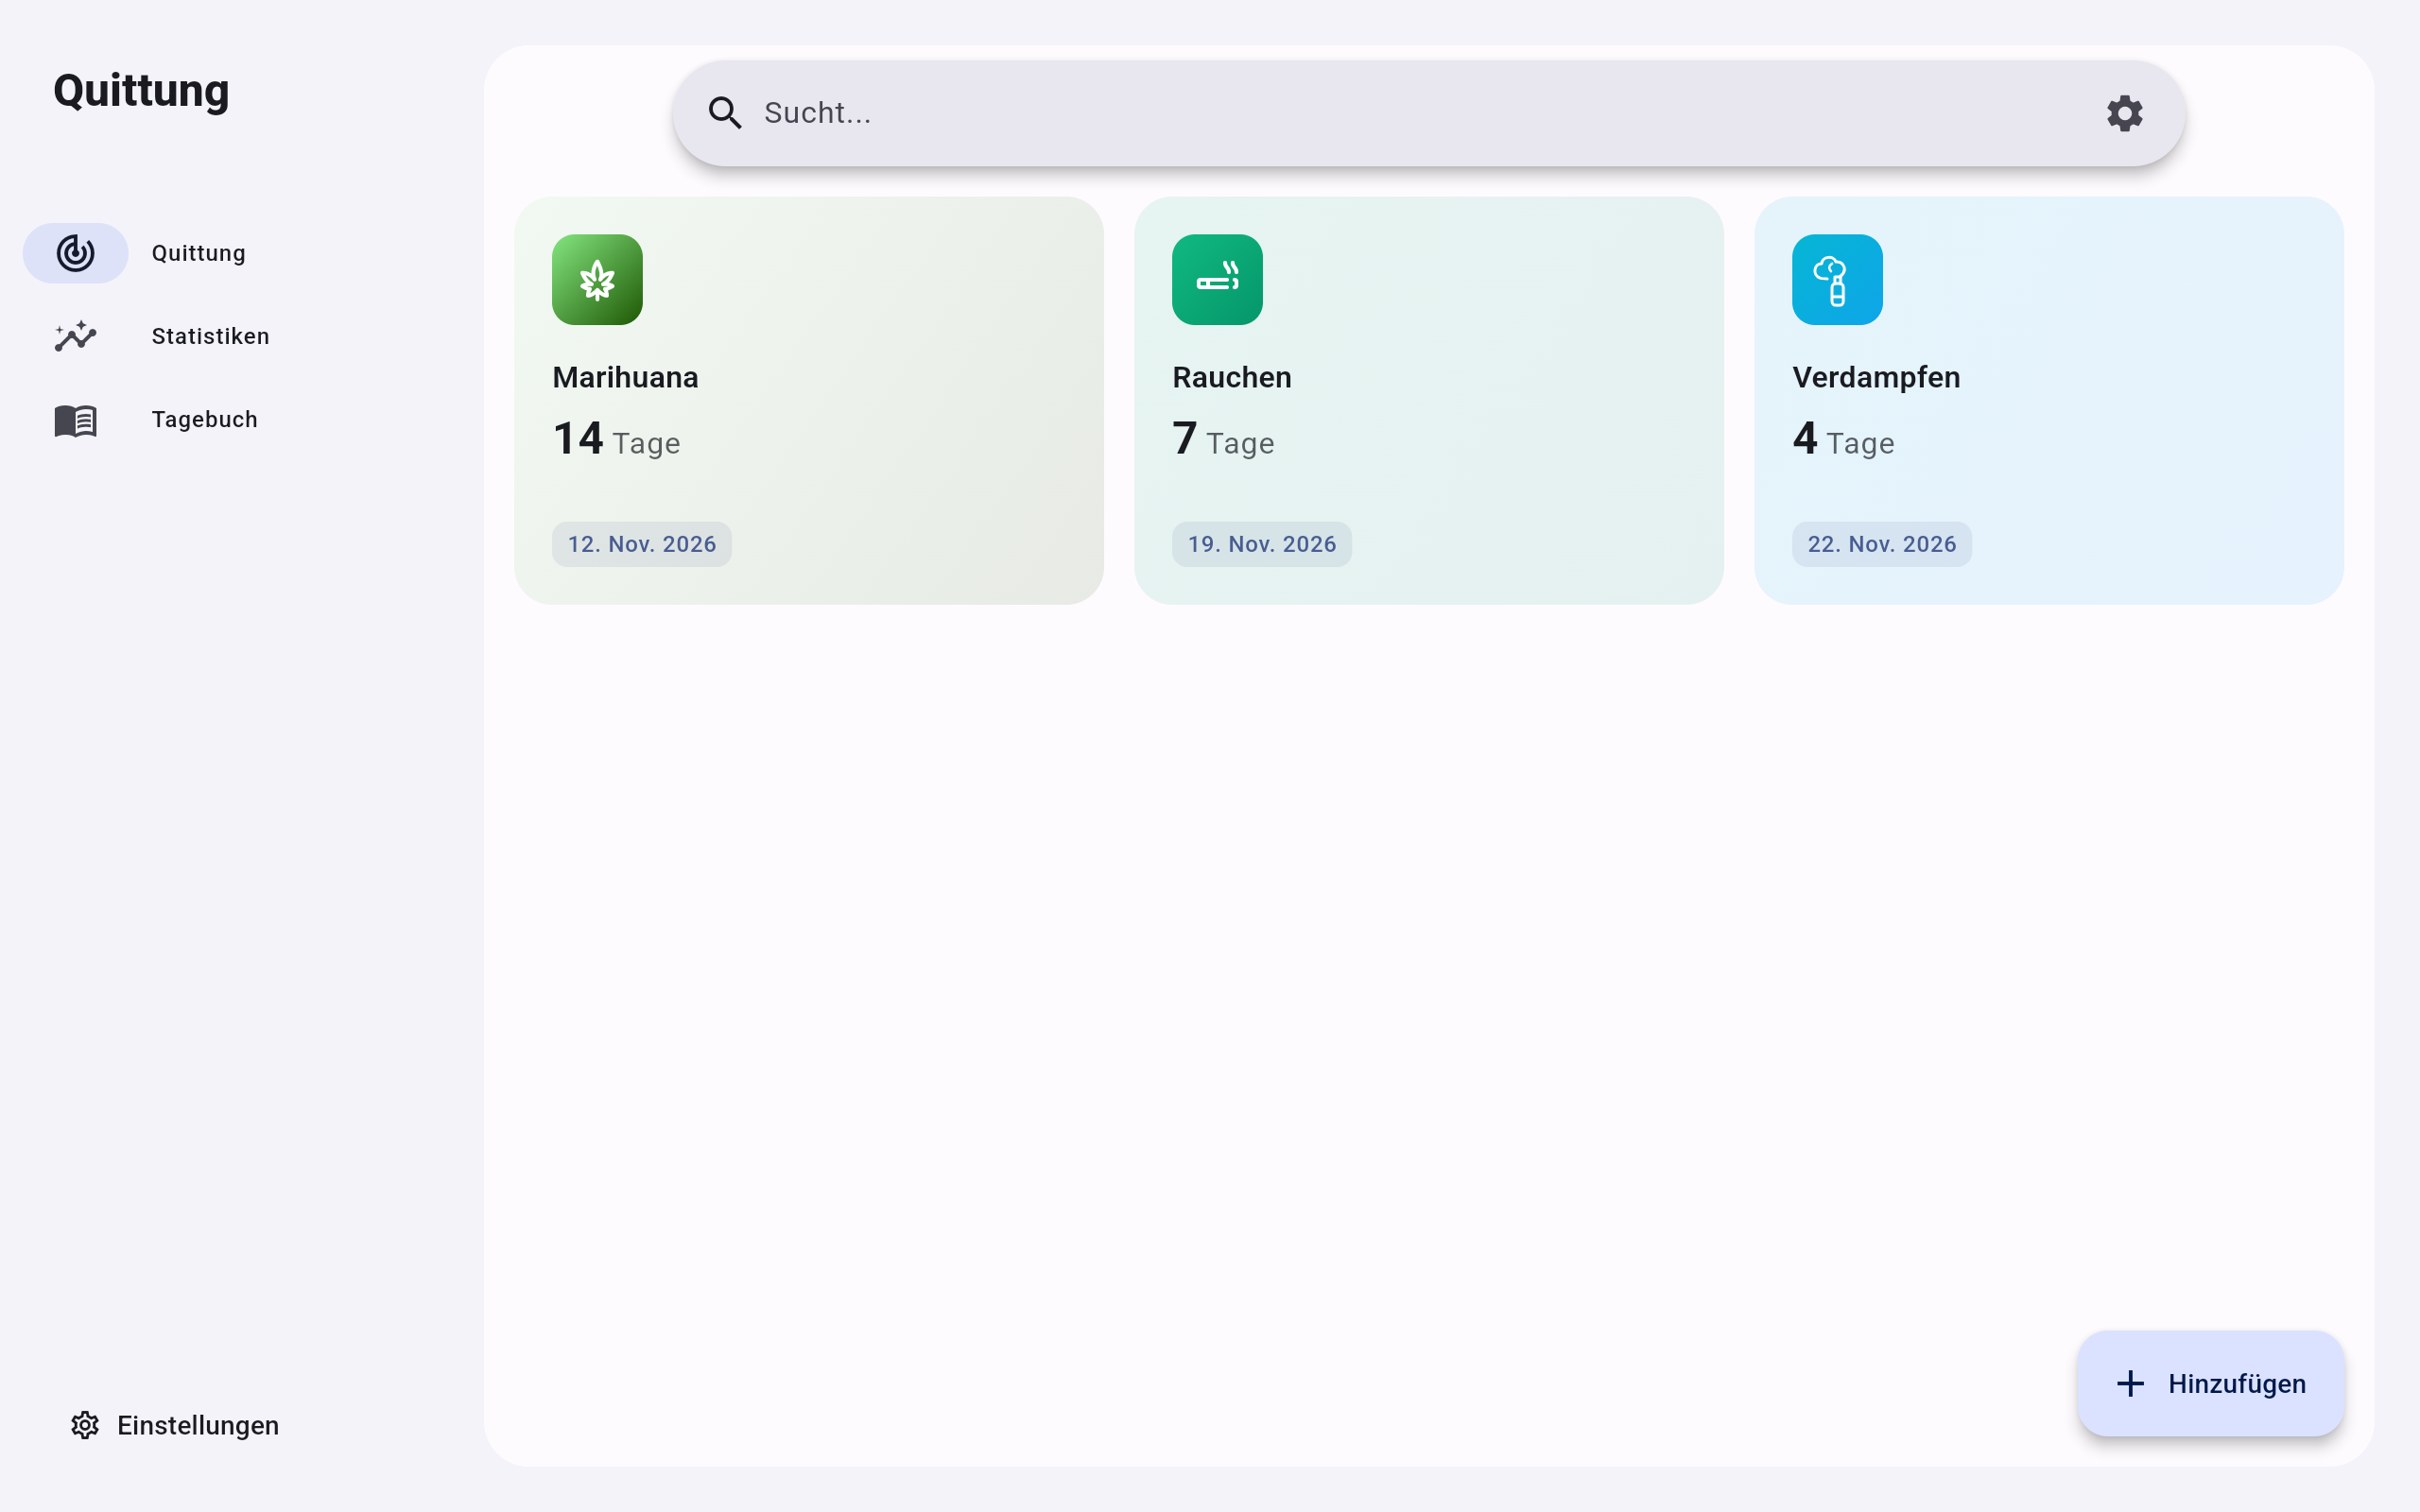 Quittung
Quittung
Statistiken
Tagebuch
Einstellungen
Sucht...
Marihuana
14 Tage
12. Nov. 2026
Rauchen
7 Tage
19. Nov. 2026
Verdampfen
4 Tage
22. Nov. 2026
Hinzufügen